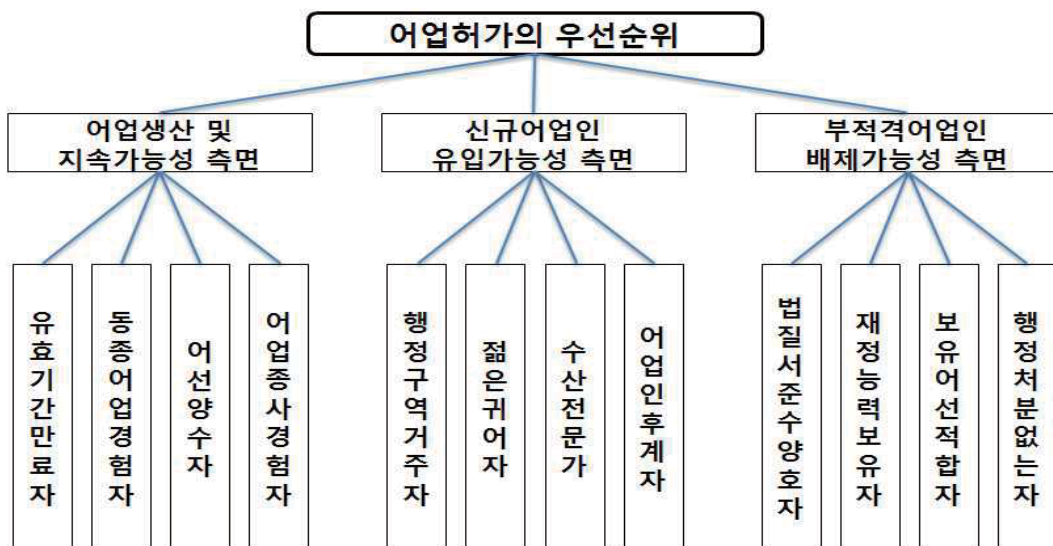 어업허가의 우선순위
어업생산 및
지속가능성 측면
신규어업인
유입가능성 측면
부적격어업인
배제가능성 측면
유효기간만료자
동종어업경험자
어선양수자
어업종사경험자
행정구역거주자
젊은귀어자
수산전문가
어업인후계자
법질서준수양호자
재정능력보유자
보유어선적합자
행정처분없는자